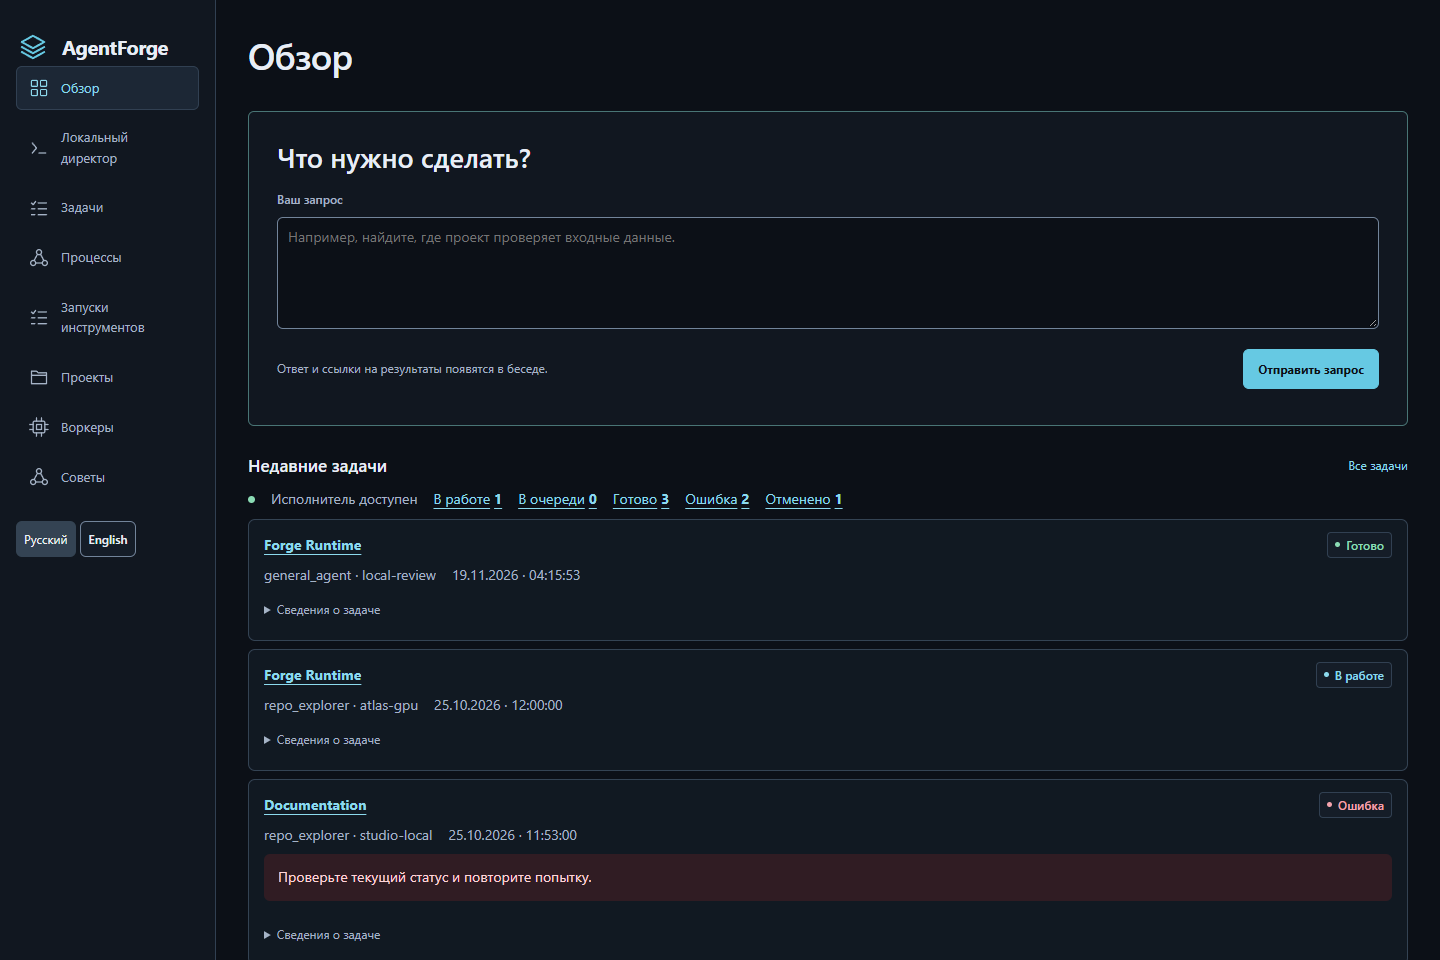 AgentForge
Обзор
Локальный
директор
Задачи
Процессы
Запуски
инструментов
Проекты
Воркеры
Советы
Русский English
Обзор
Что нужно сделать?
Ваш запрос
Например, найдите, где проект проверяет входные данные.
Ответ и ссылки на результаты появятся в беседе.
Отправить запрос
Недавние задачи
Все задачи
Исполнитель доступен В работе 1 В очереди 0 Готово 3 Ошибка 2 Отменено 1
Forge Runtime
Готово
general_agent · local-review 19.11.2026 · 04:15:53
Сведения о задаче
Forge Runtime
В работе
repo_explorer · atlas-gpu 25.10.2026 · 12:00:00
Сведения о задаче
Documentation
Ошибка
repo_explorer · studio-local 25.10.2026 · 11:53:00
Проверьте текущий статус и повторите попытку.
Сведения о задаче